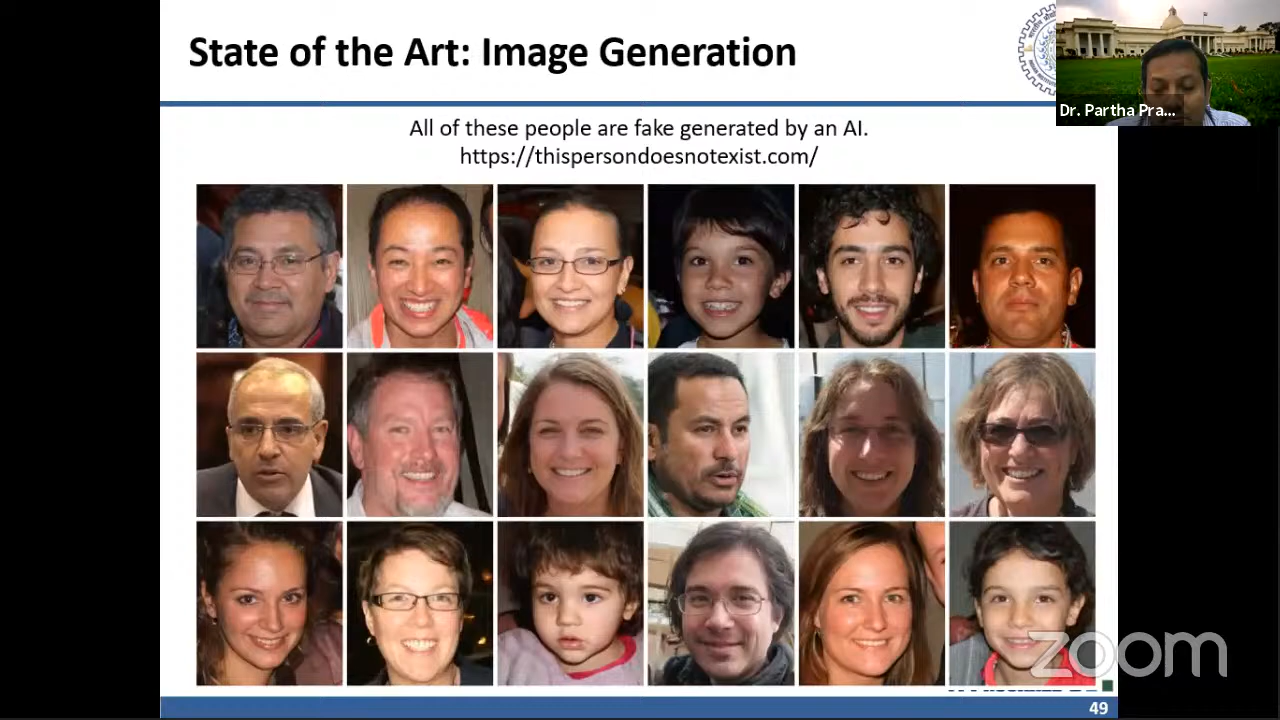 State of the Art: Image Generation
Dr. Partha Pra...
All of these people are fake generated by an AI.
https://thispersondoesnotexist.com/
zoom
49